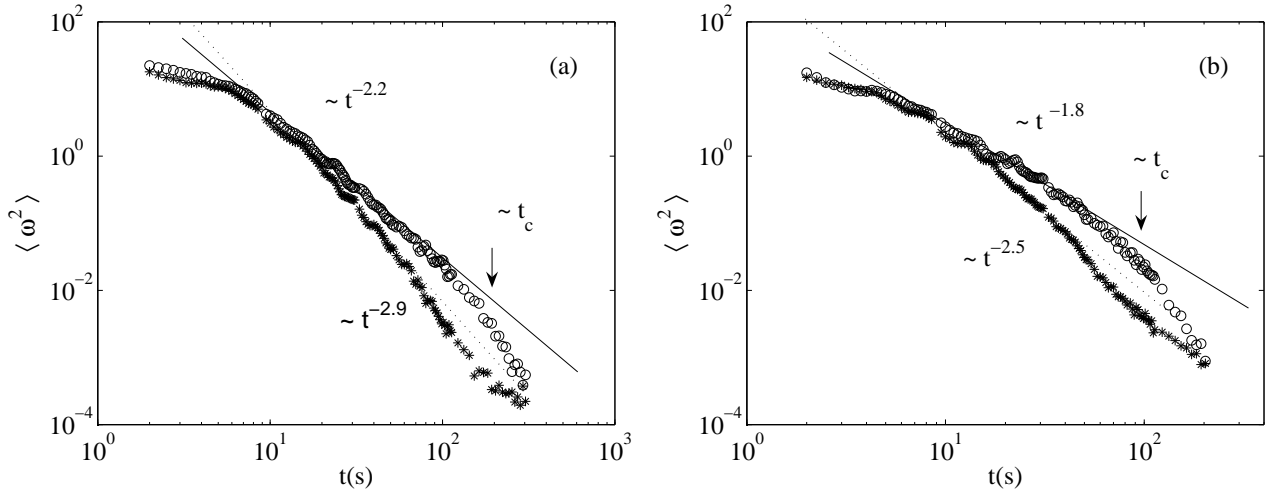 (a)
10^2
10^0
10^-2
10^-4
⟨ ω^2 ⟩
~ t^-2.2
~ t_c
~ t^-2.9
10^0
10^1
10^2
10^3
t(s)
(b)
10^2
10^0
10^-2
10^-4
⟨ ω^2 ⟩
~ t^-1.8
~ t_c
~ t^-2.5
10^0
10^1
10^2
t(s)